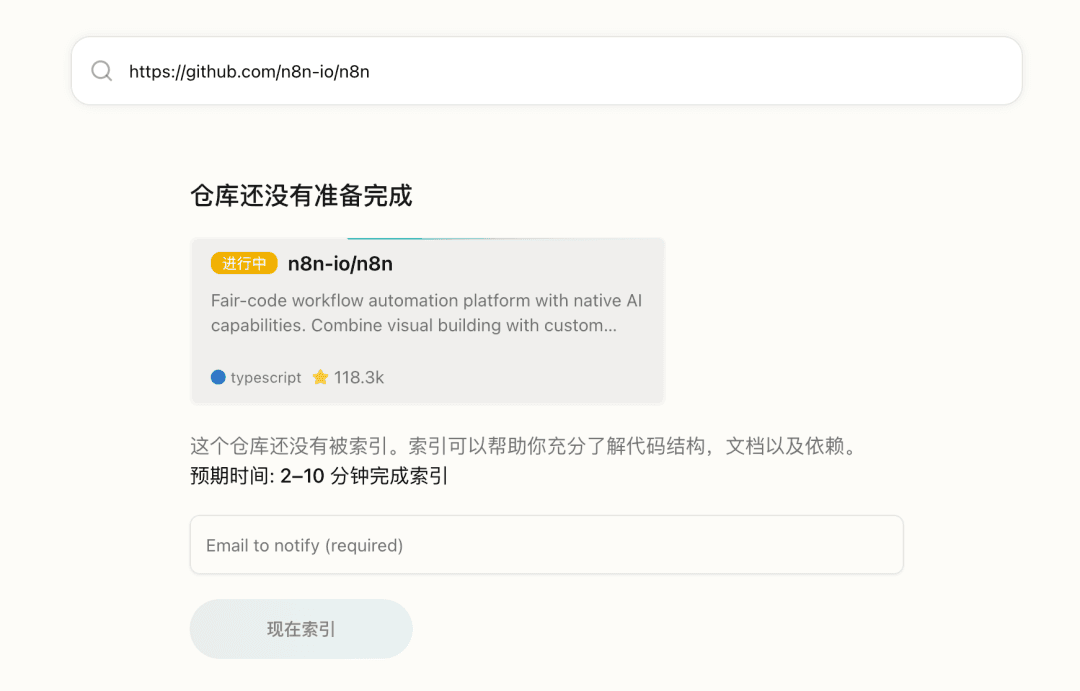 https://github.com/n8n-io/n8n
仓库还没有准备完成
进行中 n8n-io/n8n
Fair-code workflow automation platform with native AI
capabilities. Combine visual building with custom...
typescript 118.3k
这个仓库还没有被索引。索引可以帮助你充分了解代码结构，文档以及依赖。
预期时间: 2–10 分钟完成索引
Email to notify (required)
现在索引